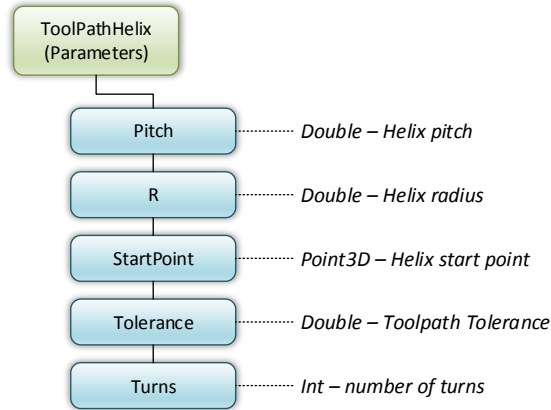 ToolPathHelix
(Parameters)
Pitch
Double – Helix pitch
R
Double – Helix radius
StartPoint
Point3D – Helix start point
Tolerance
Double – Toolpath Tolerance
Turns
Int – number of turns